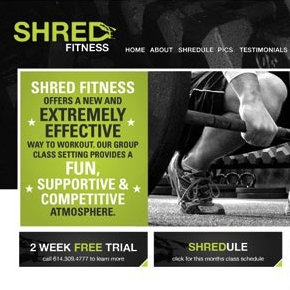 SHRED
FITNESS
HOME ABOUT SHREDULE PICS TESTIMONIALS
SHRED FITNESS
OFFERS A NEW AND
EXTREMELY
EFFECTIVE
WAY TO WORKOUT. OUR GROUP
CLASS SETTING PROVIDES A
FUN,
SUPPORTIVE &
COMPETITIVE
ATMOSPHERE.
2 WEEK FREE TRIAL
call 614.309.4777 to learn more
SHREDULE
click for this months class schedule